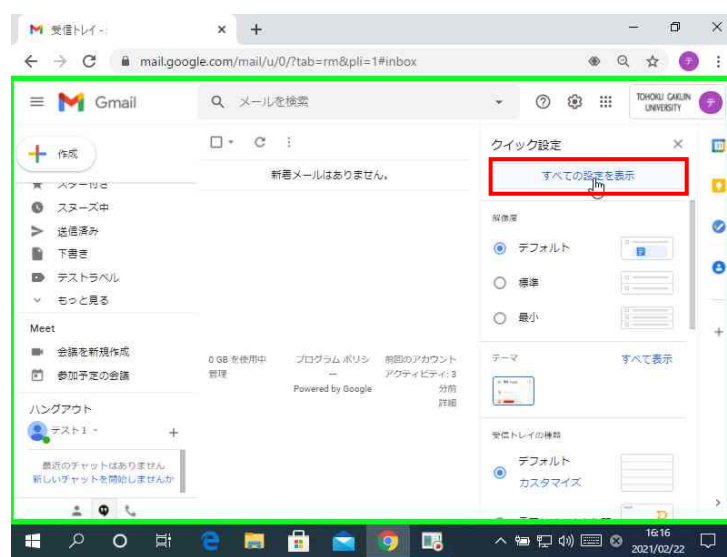 受信トレイ -
mail.google.com/mail/u/0/?tab=rm&pli=1#inbox
テ
Gmail
メールを検索
TOHOKU GAKUIN
UNIVERSITY
テ
作成
スター付き
スヌーズ中
送信済み
下書き
テストラベル
もっと見る
Meet
会議を新規作成
参加予定の会議
ハングアウト
テスト1
最近のチャットはありません
新しいチャットを開始しませんか
新着メールはありません。
0 GB を使用中
管理
プログラム ポリシ
ー
Powered by Google
前回のアカウント
アクティビティ: 3
分前
詳細
クイック設定
すべての設定を表示
解像度
デフォルト
標準
最小
テーマ
すべて表示
受信トレイの種類
デフォルト
カスタマイズ
16:16
2021/02/22